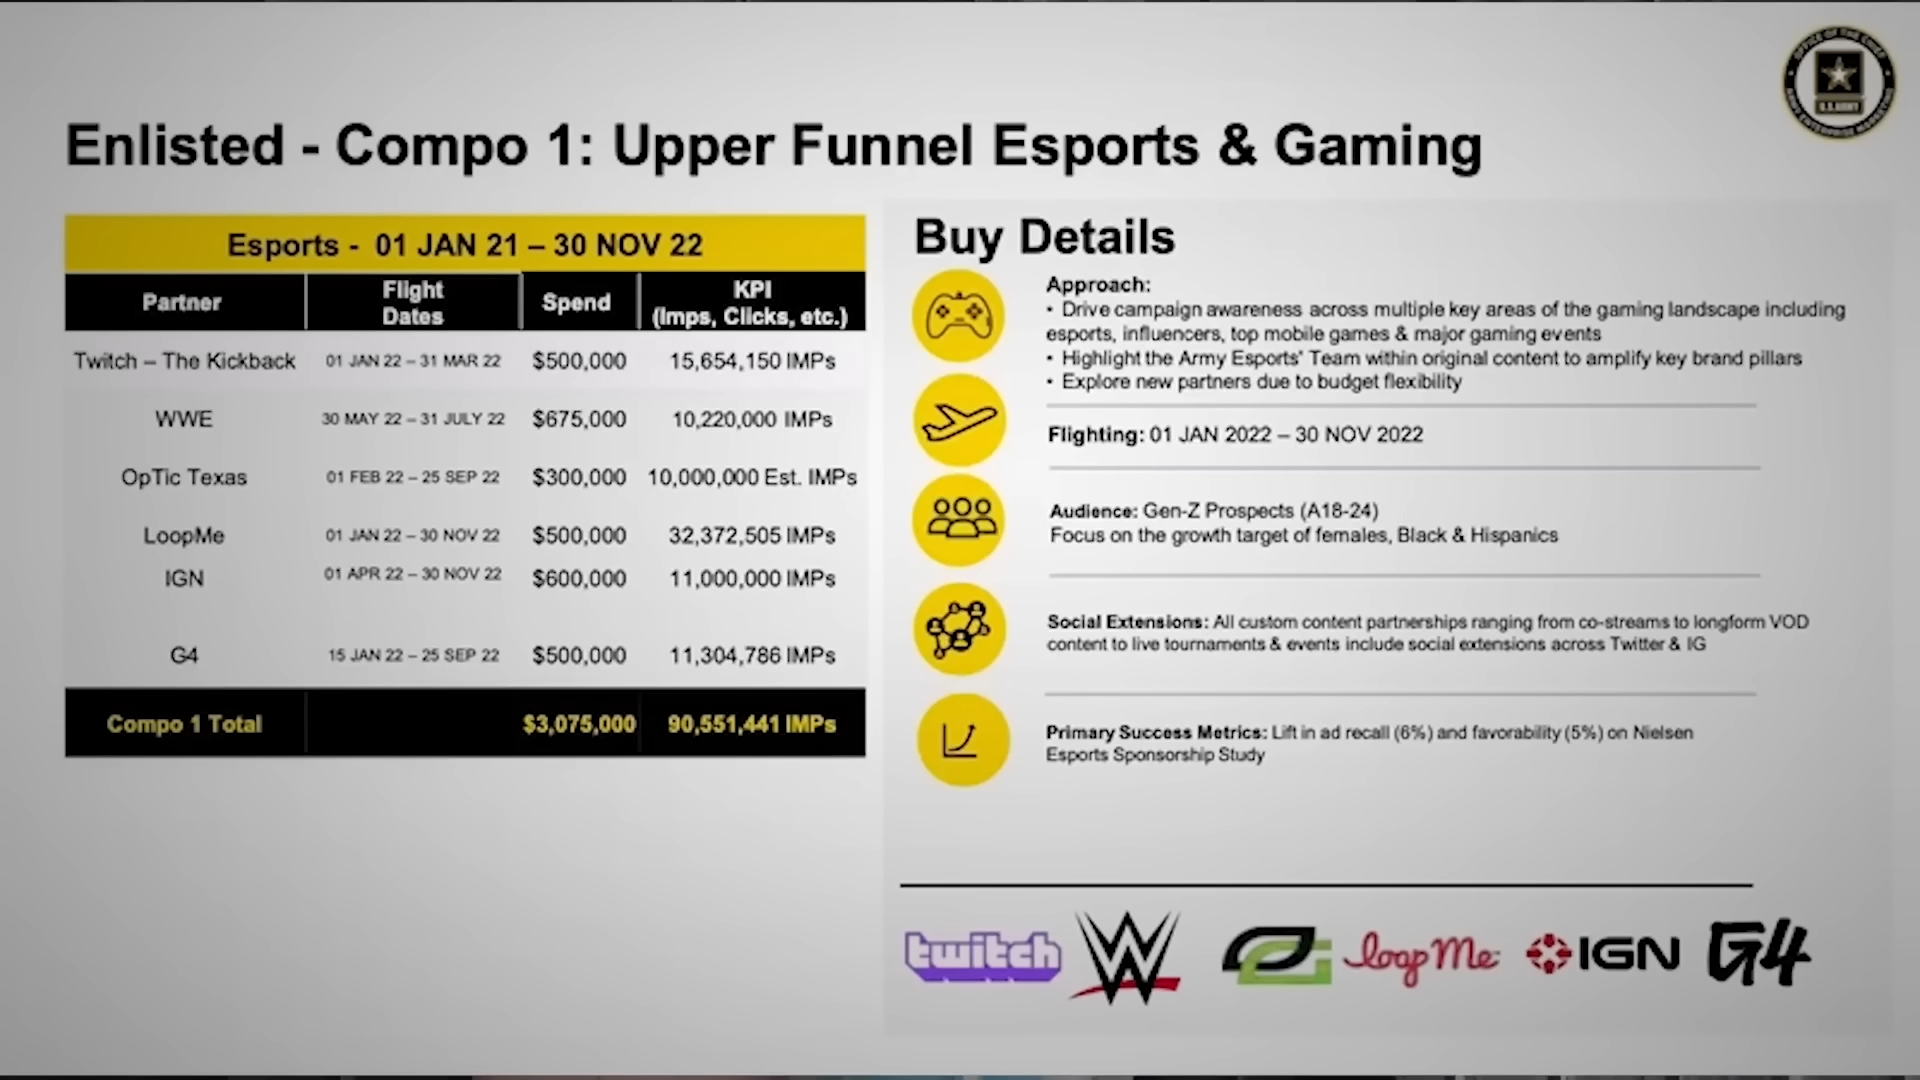 Enlisted - Compo 1: Upper Funnel Esports & Gaming
Esports - 01 JAN 21 – 30 NOV 22
Partner Flight Dates Spend KPI (Imps, Clicks, etc.)
Twitch – The Kickback 01 JAN 22 – 31 MAR 22 $500,000 15,654,150 IMPs
WWE 30 MAY 22 – 31 JULY 22 $675,000 10,220,000 IMPs
OpTic Texas 01 FEB 22 – 25 SEP 22 $300,000 10,000,000 Est. IMPs
LoopMe 01 JAN 22 – 30 NOV 22 $500,000 32,372,505 IMPs
IGN 01 APR 22 – 30 NOV 22 $600,000 11,000,000 IMPs
G4 15 JAN 22 – 25 SEP 22 $500,000 11,304,786 IMPs
Compo 1 Total $3,075,000 90,551,441 IMPs
Buy Details
Approach:
• Drive campaign awareness across multiple key areas of the gaming landscape including
esports, influencers, top mobile games & major gaming events
• Highlight the Army Esports' Team within original content to amplify key brand pillars
• Explore new partners due to budget flexibility
Flighting: 01 JAN 2022 – 30 NOV 2022
Audience: Gen-Z Prospects (A18-24)
Focus on the growth target of females, Black & Hispanics
Social Extensions: All custom content partnerships ranging from co-streams to longform VOD
content to live tournaments & events include social extensions across Twitter & IG
Primary Success Metrics: Lift in ad recall (6%) and favorability (5%) on Nielsen
Esports Sponsorship Study
twitch W loopMe IGN G4
OFFICE OF THE CHIEF
U.S. ARMY
ARMY ENTERPRISE MARKETING